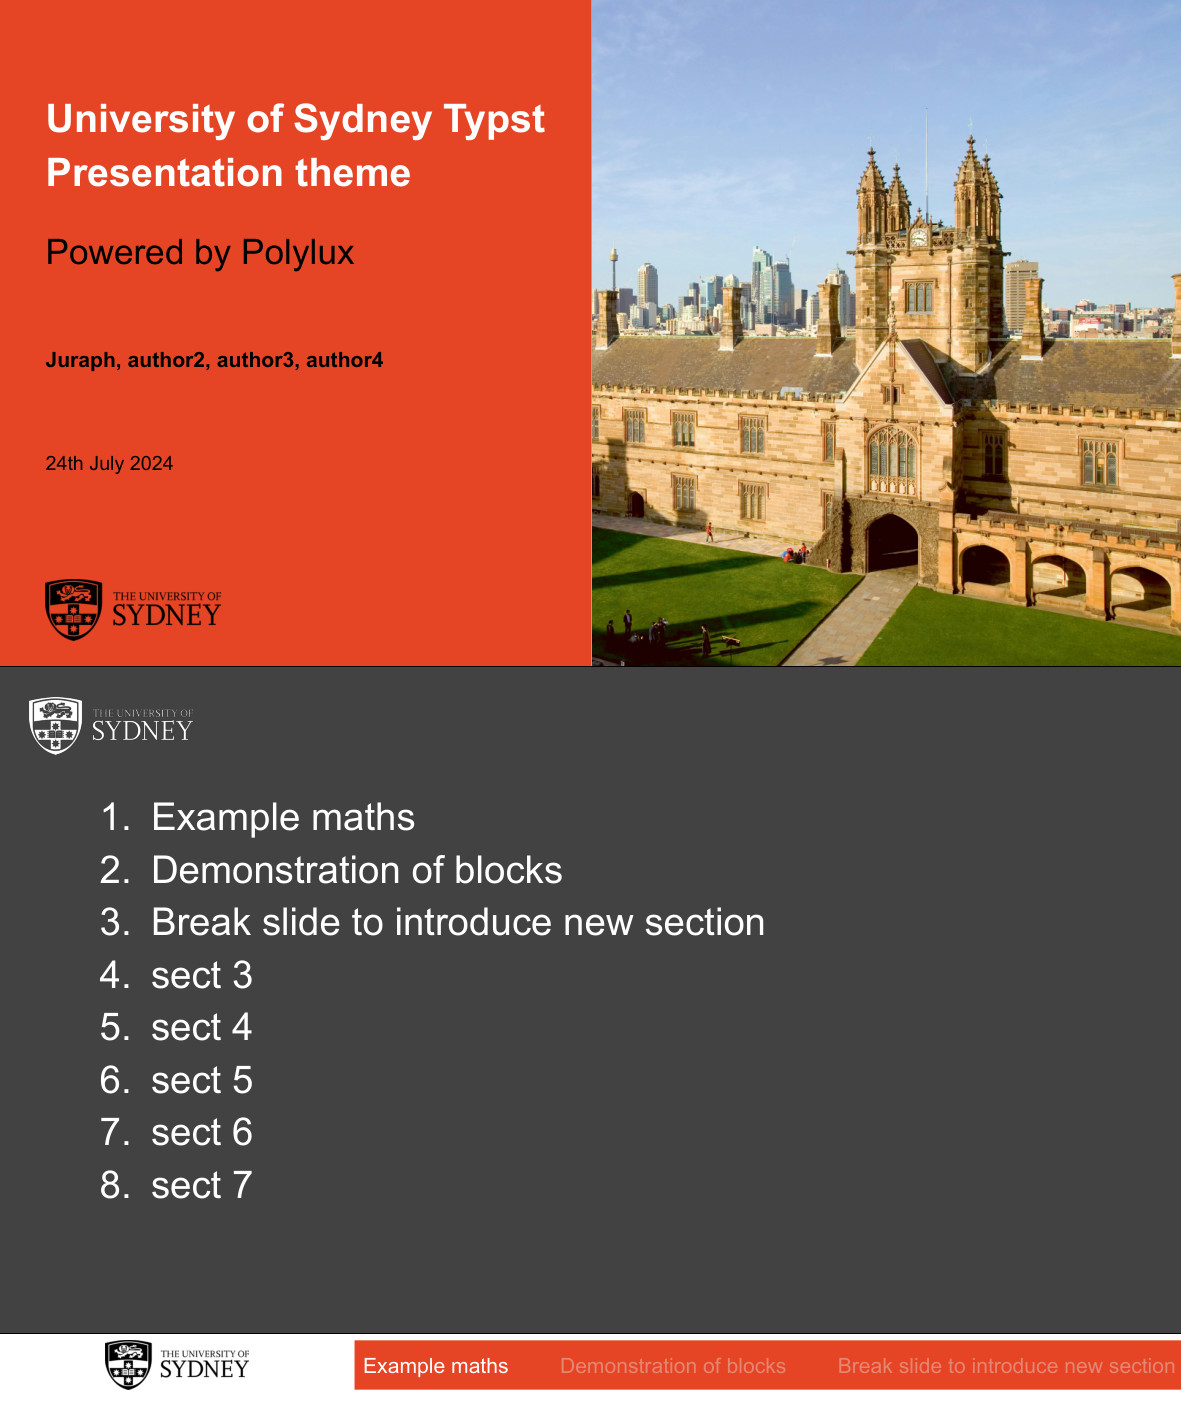 University of Sydney Typst
Presentation theme
Powered by Polylux
Juraph, author2, author3, author4
24th July 2024
THE UNIVERSITY OF
SYDNEY
THE UNIVERSITY OF
SYDNEY
1. Example maths
2. Demonstration of blocks
3. Break slide to introduce new section
4. sect 3
5. sect 4
6. sect 5
7. sect 6
8. sect 7
THE UNIVERSITY OF
SYDNEY
Example maths Demonstration of blocks Break slide to introduce new section